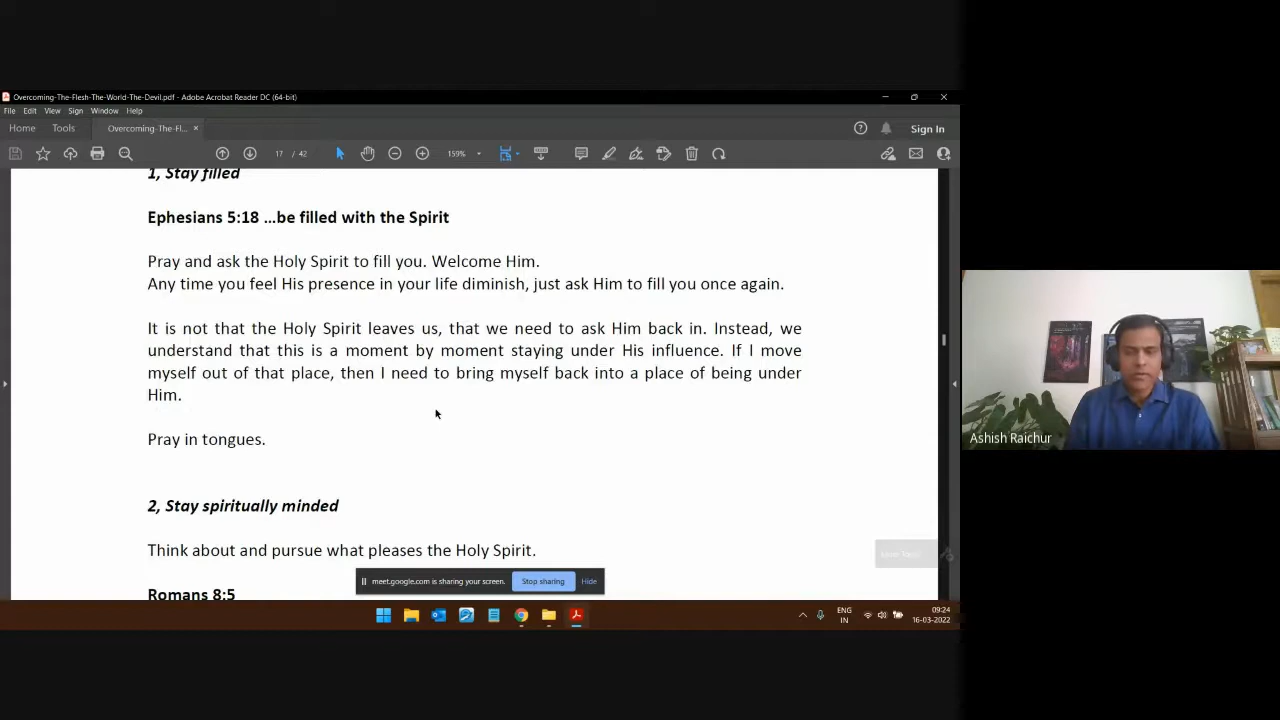 Overcoming-The-Flesh-The-World-The-Devil.pdf - Adobe Acrobat Reader DC (64-bit)
File Edit View Sign Window Help
Home Tools Overcoming-The-Fl... × Sign In
17 / 42 159%
1, Stay filled
Ephesians 5:18 ...be filled with the Spirit
Pray and ask the Holy Spirit to fill you. Welcome Him.
Any time you feel His presence in your life diminish, just ask Him to fill you once again.
It is not that the Holy Spirit leaves us, that we need to ask Him back in. Instead, we
understand that this is a moment by moment staying under His influence. If I move
myself out of that place, then I need to bring myself back into a place of being under
Him.
Pray in tongues.
2, Stay spiritually minded
Think about and pursue what pleases the Holy Spirit.
Romans 8:5
meet.google.com is sharing your screen. Stop sharing Hide
ENG
IN
09:24
16-03-2022
Ashish Raichur